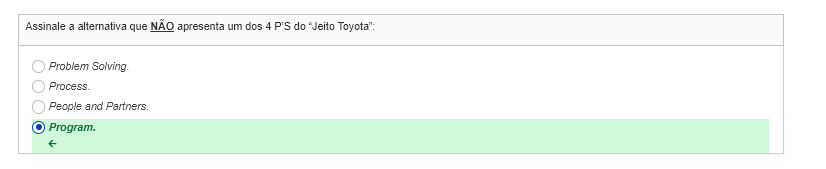 Assinale a alternativa que NÃO apresenta um dos 4 P'S do “Jeito Toyota”:
Problem Solving.
Process.
People and Partners.
Program.
←